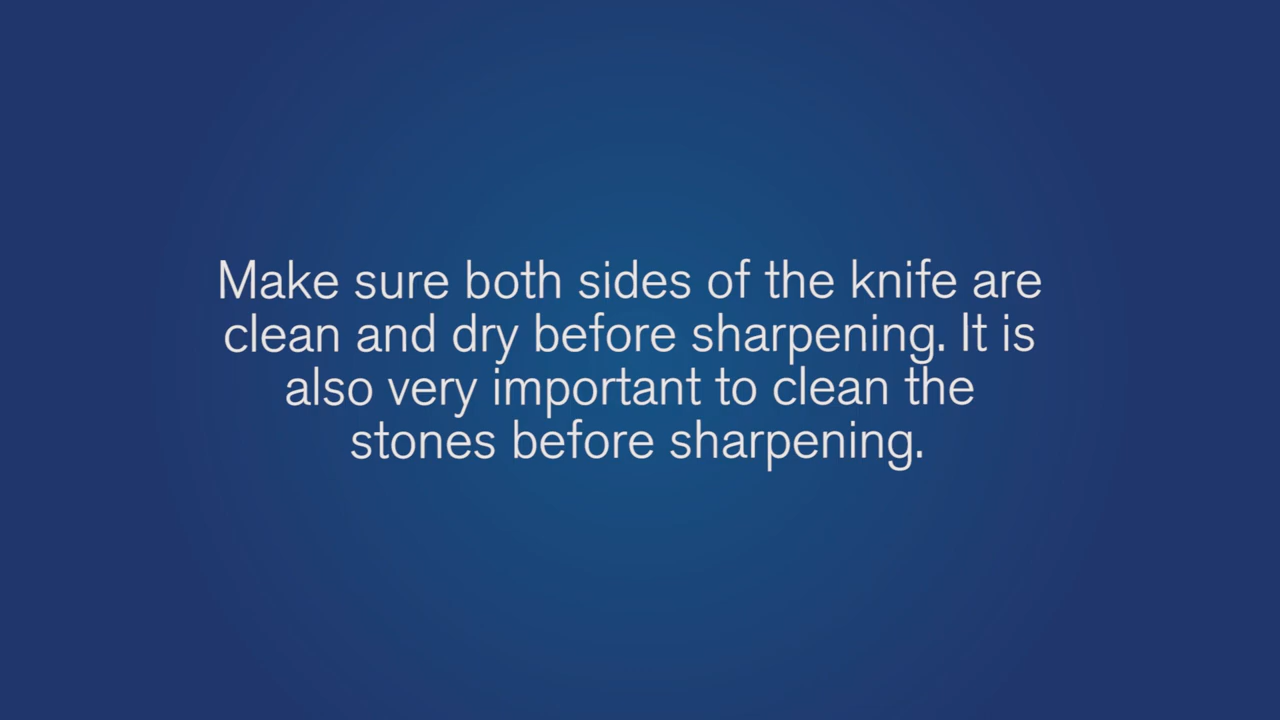 Make sure both sides of the knife are
clean and dry before sharpening. It is
also very important to clean the
stones before sharpening.